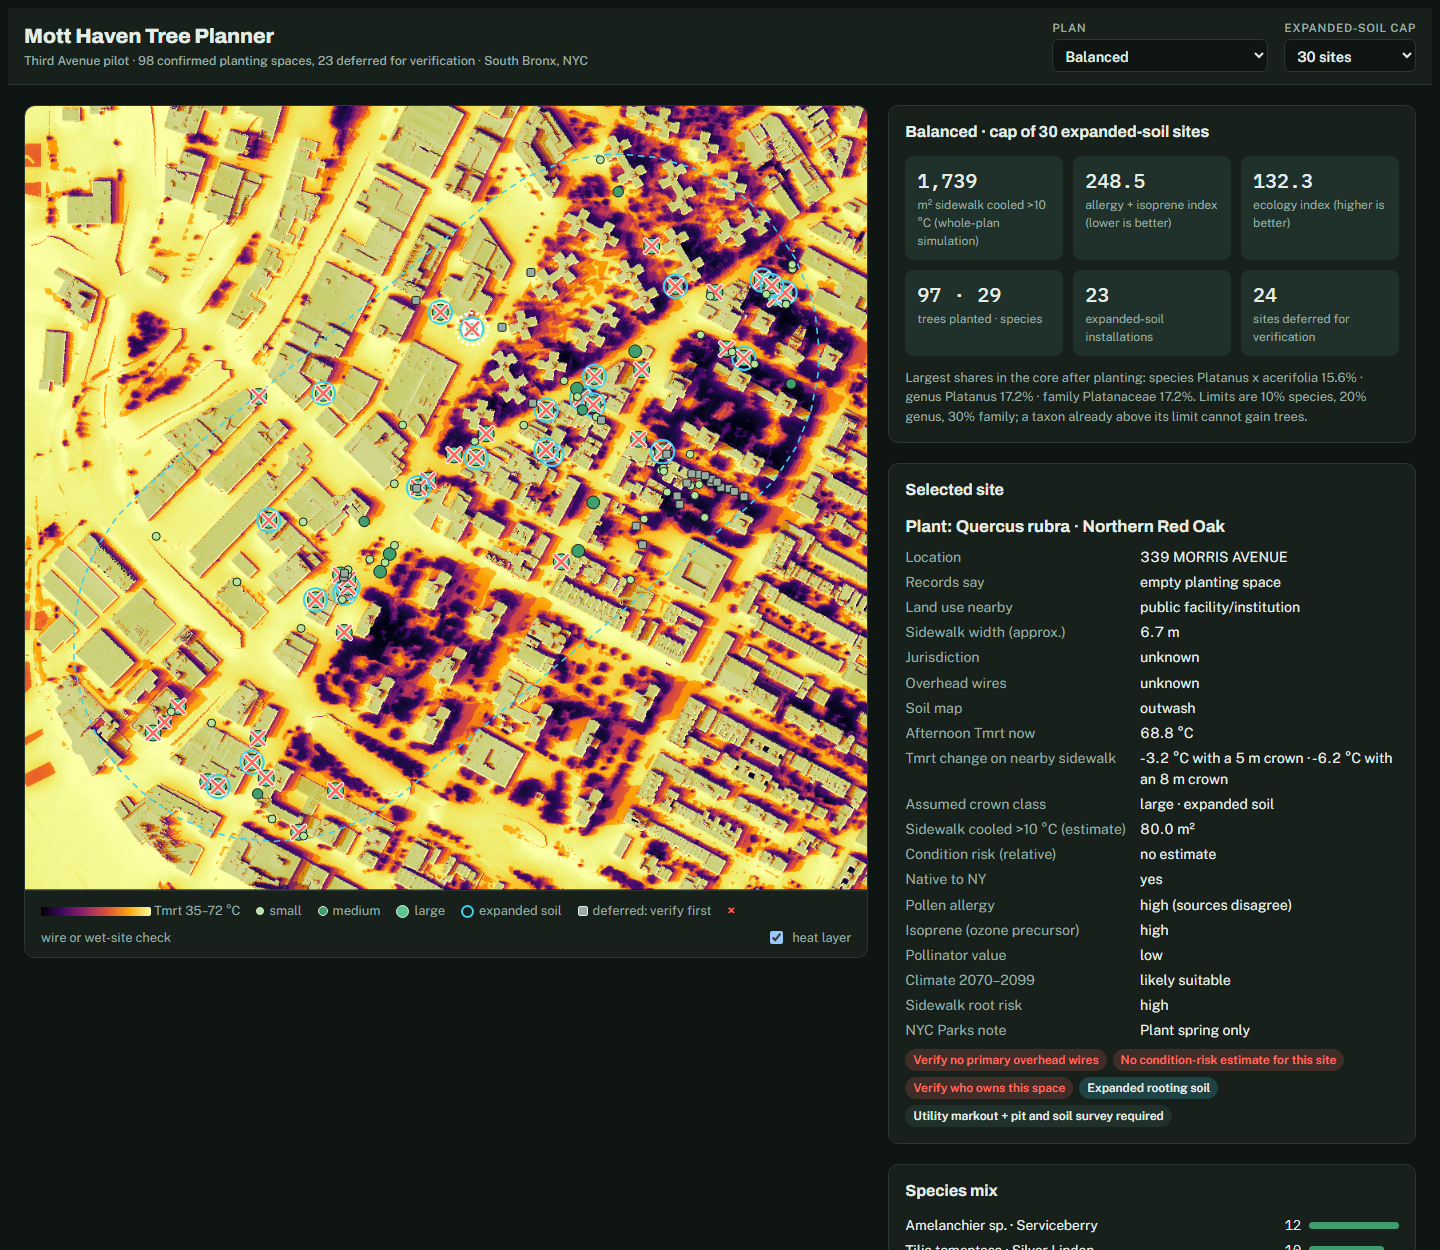 Mott Haven Tree Planner
Third Avenue pilot · 98 confirmed planting spaces, 23 deferred for verification · South Bronx, NYC
PLAN
Balanced
EXPANDED-SOIL CAP
30 sites
Tmrt 35–72 °C
small
medium
large
expanded soil
deferred: verify first
×
wire or wet-site check
heat layer
Balanced · cap of 30 expanded-soil sites
1,739
m² sidewalk cooled >10
°C (whole-plan
simulation)
248.5
allergy + isoprene index
(lower is better)
132.3
ecology index (higher is
better)
97 · 29
trees planted · species
23
expanded-soil
installations
24
sites deferred for
verification
Largest shares in the core after planting: species Platanus x acerifolia 15.6% ·
genus Platanus 17.2% · family Platanaceae 17.2%. Limits are 10% species, 20%
genus, 30% family; a taxon already above its limit cannot gain trees.
Selected site
Plant: Quercus rubra · Northern Red Oak
Location 339 MORRIS AVENUE
Records say empty planting space
Land use nearby public facility/institution
Sidewalk width (approx.) 6.7 m
Jurisdiction unknown
Overhead wires unknown
Soil map outwash
Afternoon Tmrt now 68.8 °C
Tmrt change on nearby sidewalk -3.2 °C with a 5 m crown · -6.2 °C with
an 8 m crown
Assumed crown class large · expanded soil
Sidewalk cooled >10 °C (estimate) 80.0 m²
Condition risk (relative) no estimate
Native to NY yes
Pollen allergy high (sources disagree)
Isoprene (ozone precursor) high
Pollinator value low
Climate 2070–2099 likely suitable
Sidewalk root risk high
NYC Parks note Plant spring only
Verify no primary overhead wires
No condition-risk estimate for this site
Verify who owns this space
Expanded rooting soil
Utility markout + pit and soil survey required
Species mix
Amelanchier sp. · Serviceberry 12
Tilia tomentosa · Silver Linden 10